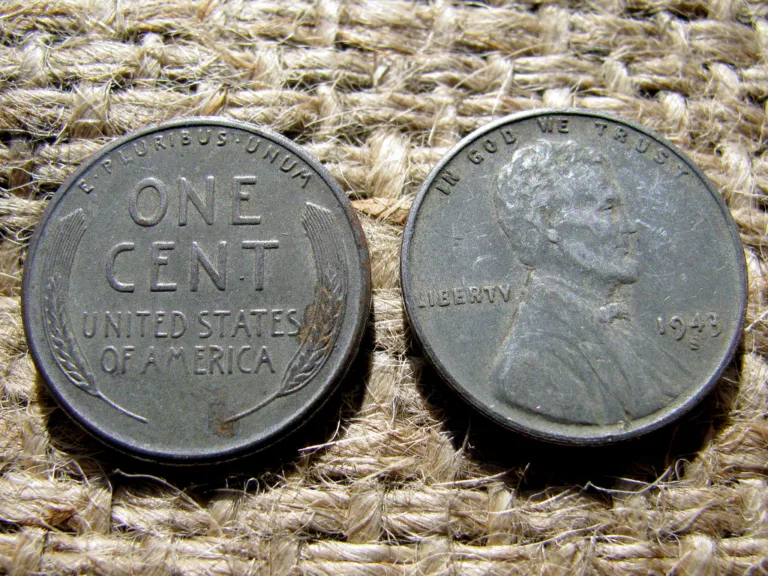 E·PLURIBUS·UNUM
ONE
CENT
UNITED STATES
OF AMERICA
IN GOD WE TRUST
LIBERTY
1943
S